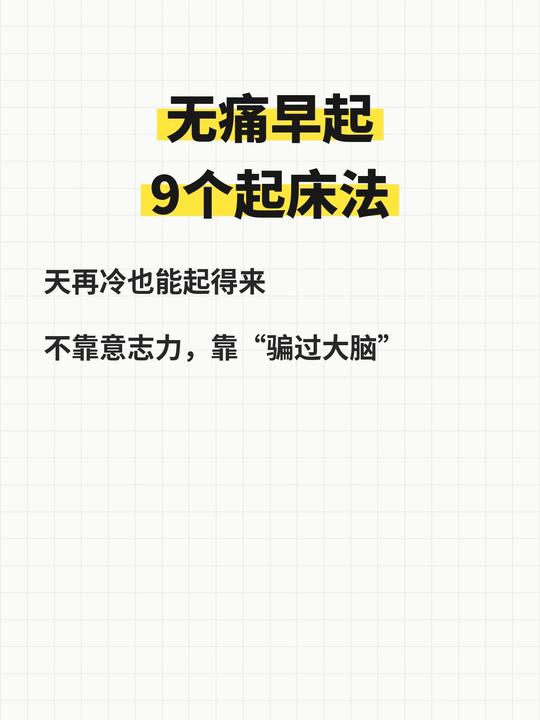 无痛早起
9个起床法
天再冷也能起得来
不靠意志力，靠“骗过大脑”